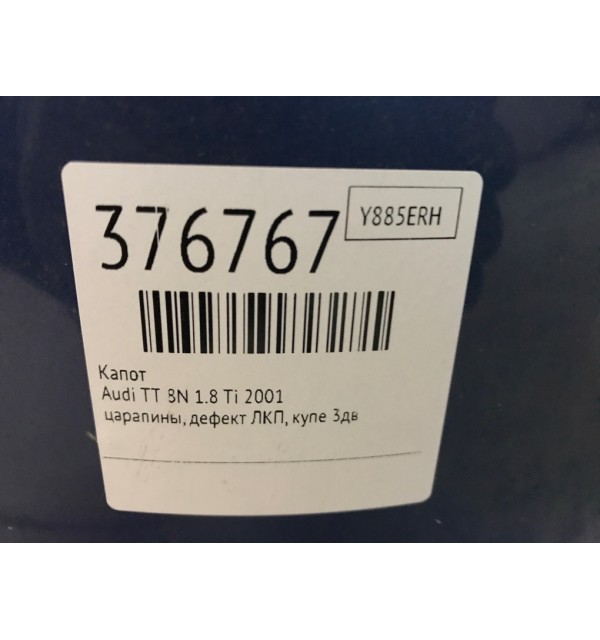 376767
Y885ERH
Капот
Audi TT 8N 1.8 Ti 2001
царапины, дефект ЛКП, купе 3дв